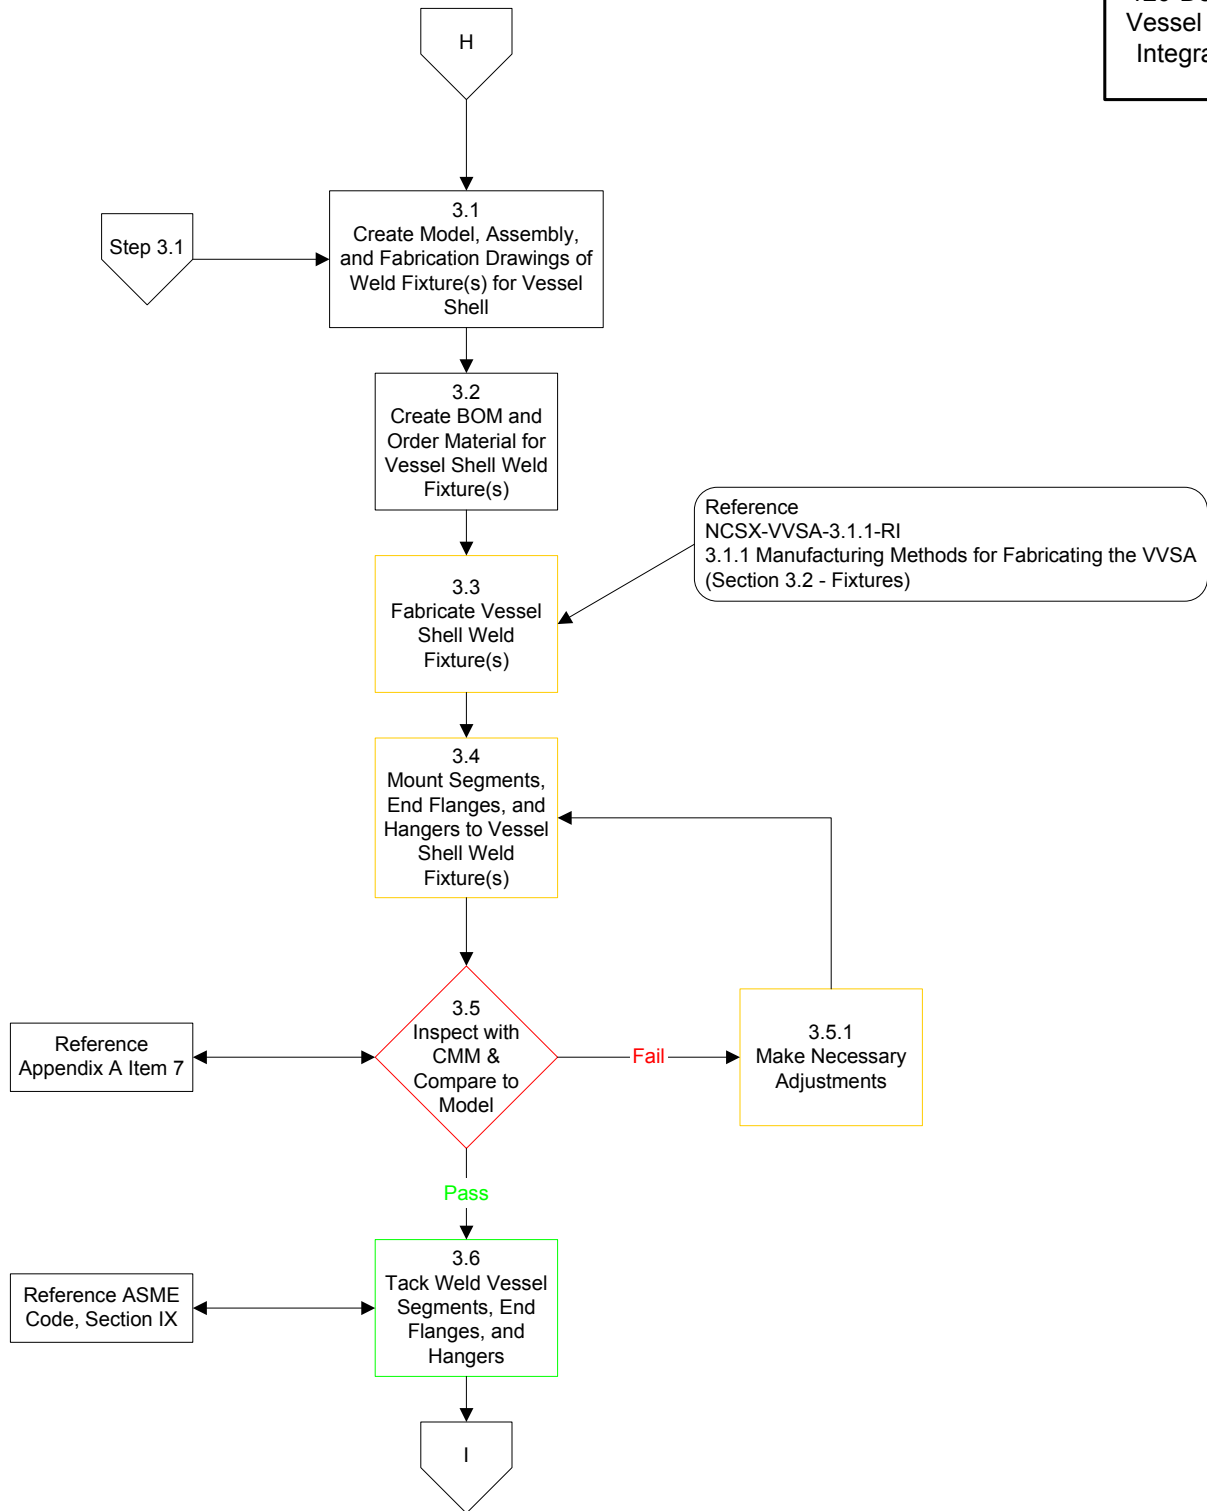 H
Vessel
Step 3.1
3.1
Create Model, Assembly,
and Fabrication Drawings of
Weld Fixture(s) for Vessel
Shell
3.2
Create BOM and
Order Material for
Vessel Shell Weld
Fixture(s)
Reference
NCSX-VVSA-3.1.1-RI
3.1.1 Manufacturing Methods for Fabricating the VVSA
(Section 3.2 - Fixtures)
3.3
Fabricate Vessel
Shell Weld
Fixture(s)
3.4
Mount Segments,
End Flanges, and
Hangers to Vessel
Shell Weld
Fixture(s)
Reference
Appendix A Item 7
3.5
Inspect with
CMM &
Compare to
Model
Fail
3.5.1
Make Necessary
Adjustments
Pass
Reference ASME
Code, Section IX
3.6
Tack Weld Vessel
Segments, End
Flanges, and
Hangers
I